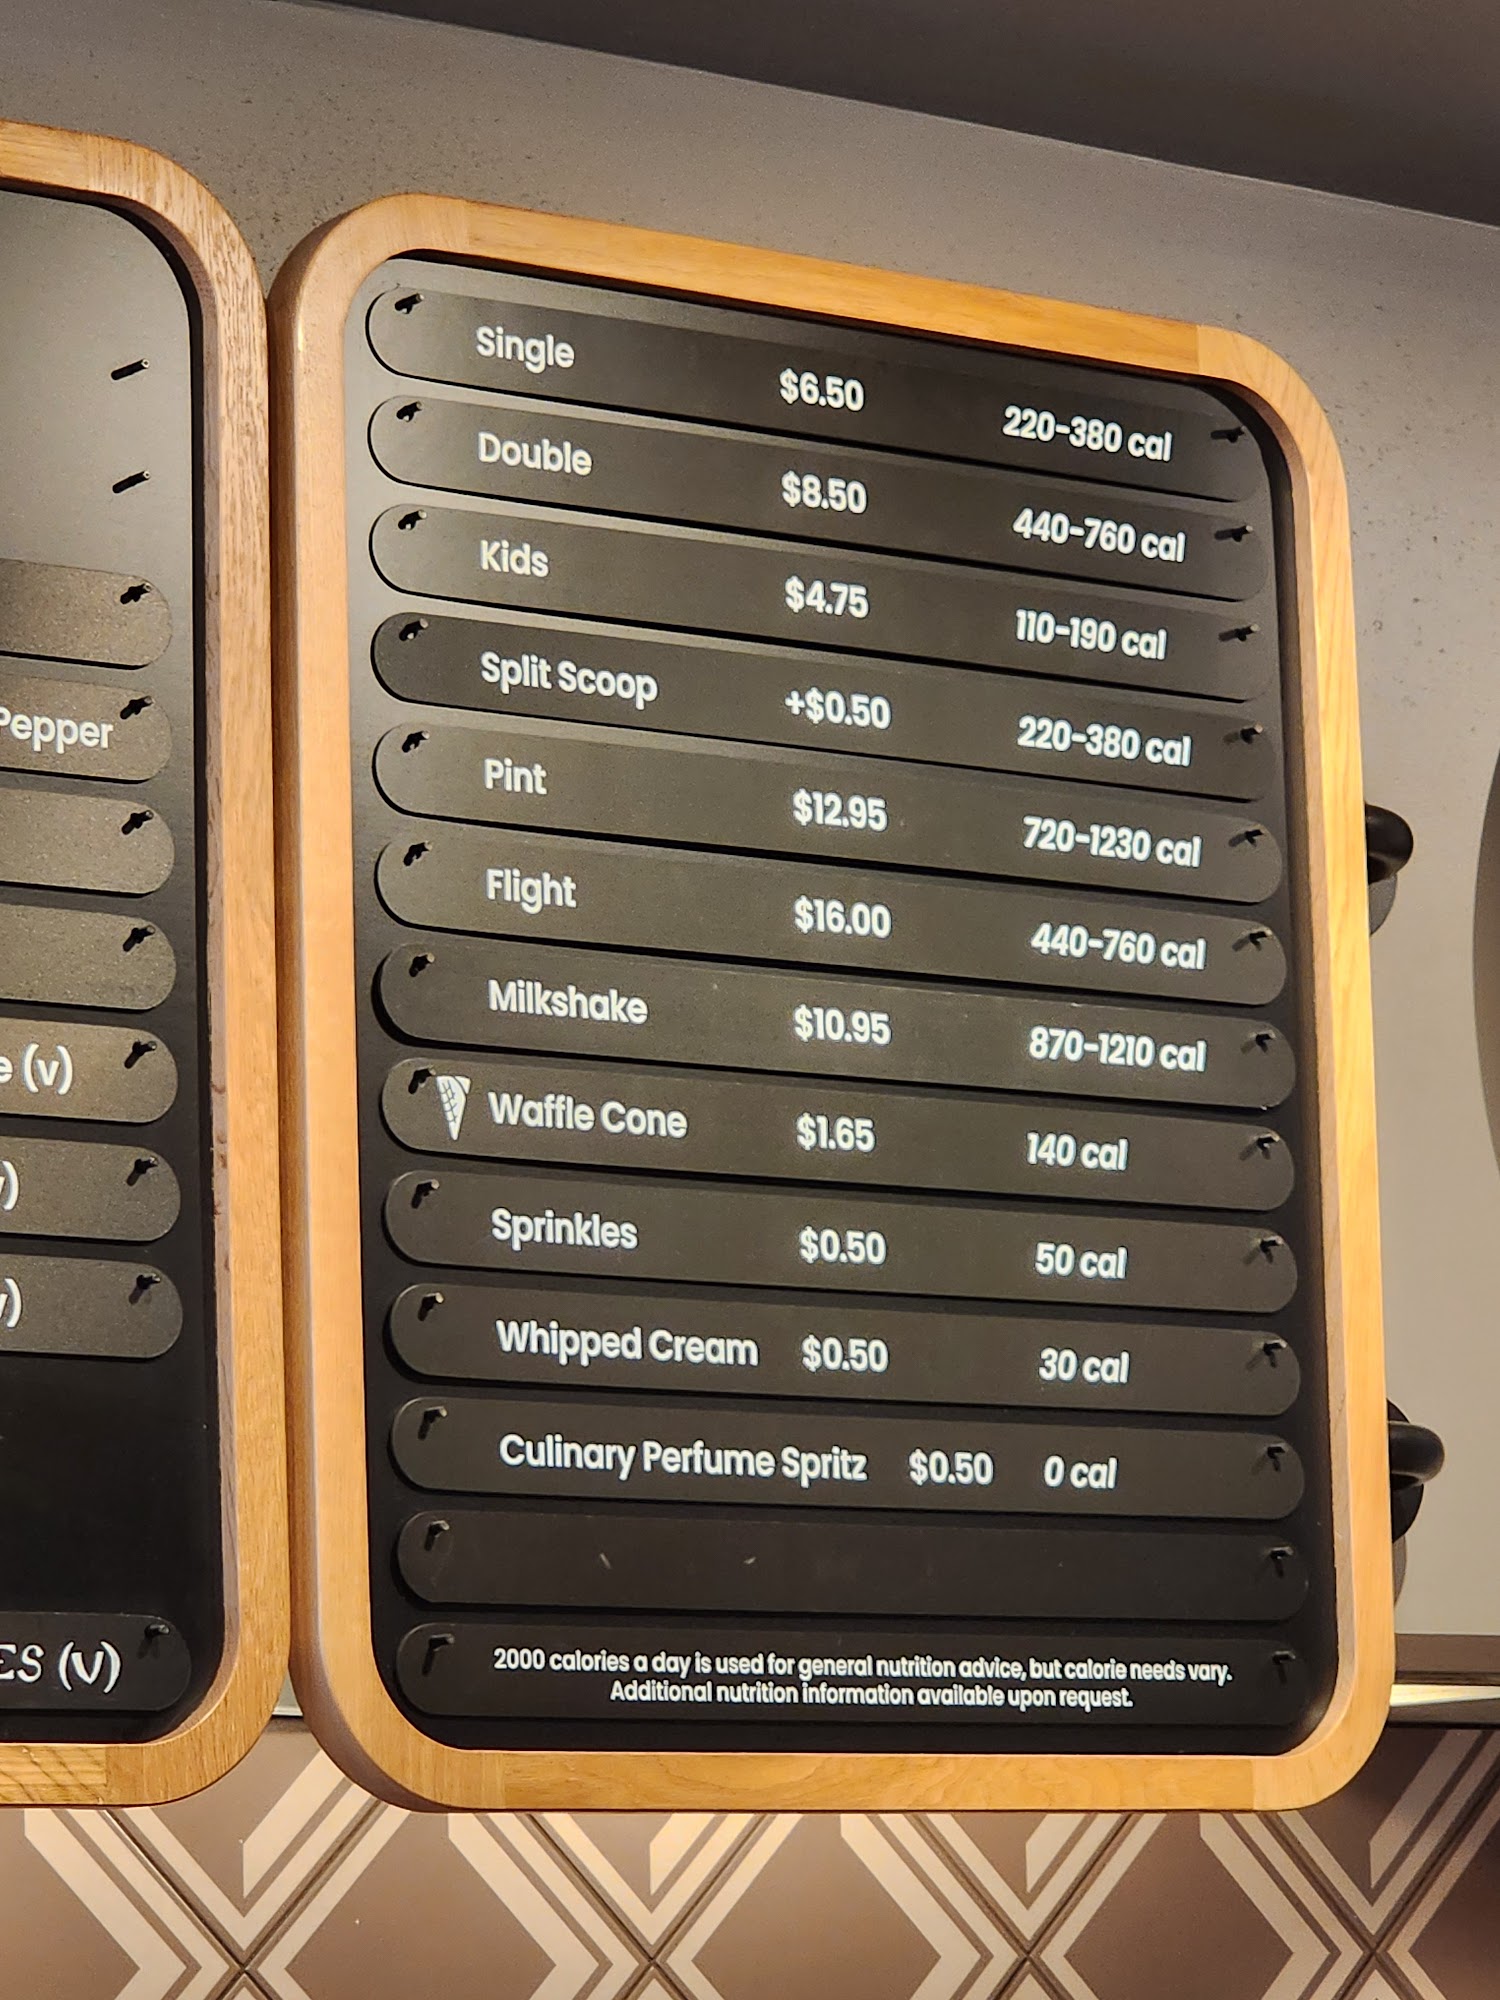 Pepper
(v)
ES (v)
Single $6.50 220-380 cal
Double $8.50 440-760 cal
Kids $4.75 110-190 cal
Split Scoop +$0.50 220-380 cal
Pint $12.95 720-1230 cal
Flight $16.00 440-760 cal
Milkshake $10.95 870-1210 cal
Waffle Cone $1.65 140 cal
Sprinkles $0.50 50 cal
Whipped Cream $0.50 30 cal
Culinary Perfume Spritz $0.50 0 cal
2000 calories a day is used for general nutrition advice, but calorie needs vary.
Additional nutrition information available upon request.